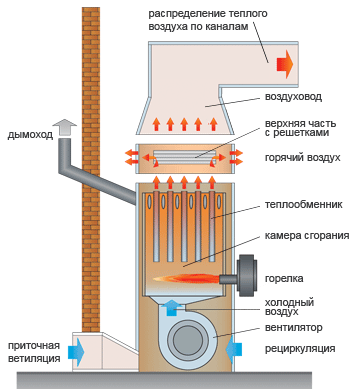 распределение теплого
воздуха по каналам
воздуховод
верхняя часть
с решетками
дымоход
горячий воздух
теплообменник
камера сгорания
горелка
холодный
воздух
вентилятор
приточная
ветиляция
рециркуляция